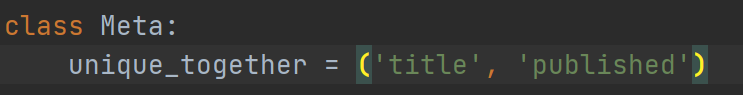 class Meta:
    unique_together = ('title', 'published')